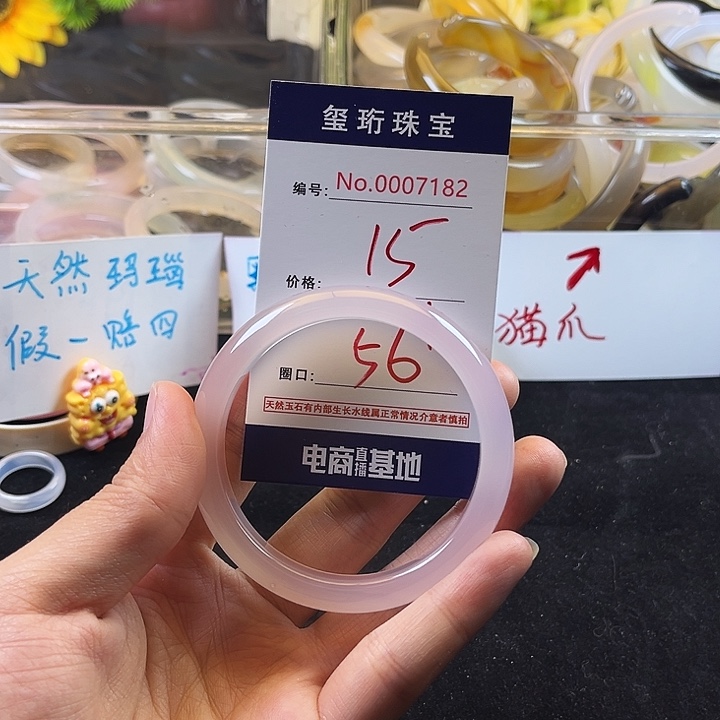 玺珩珠宝
编号: No.0007182
价格: 15
圈口: 56
天然玉石有内部生长水线属正常情况介意者慎拍
电商直播基地
天然玛瑙
假一赔四
猫爪